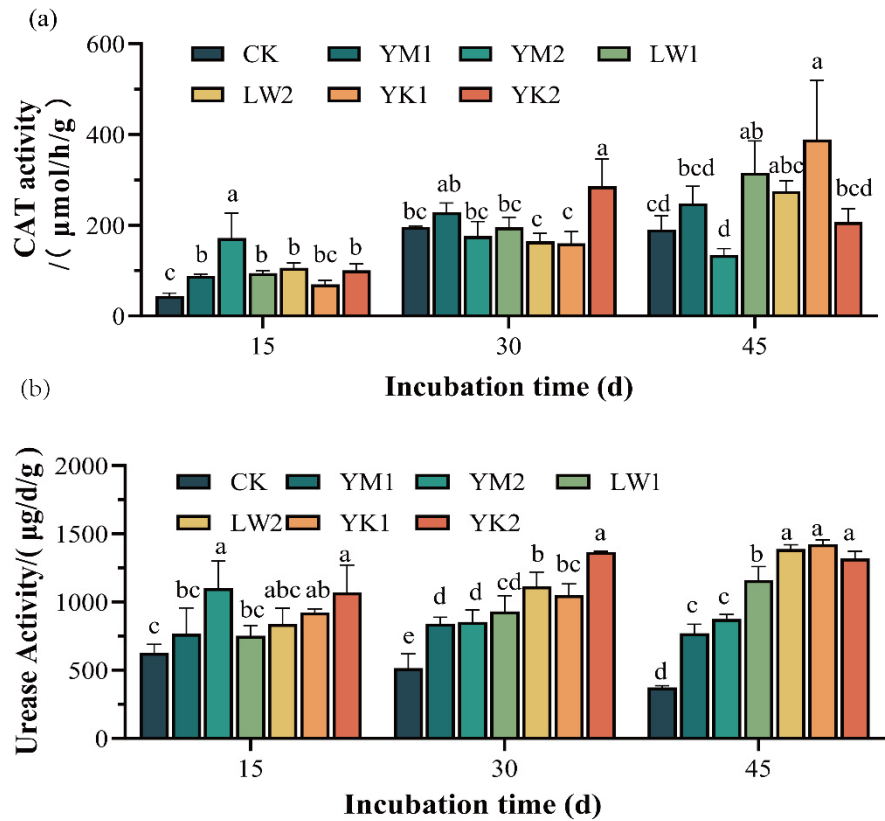 (a)
600
CK YM1 YM2 LW1
LW2 YK1 YK2
CAT activity
/( μmol/h/g )
400
200
0
c b a b b bc b
bc ab bc bc c c a
cd bcd d ab abc a bcd
15 30 45
Incubation time (d)
(b)
2000
CK YM1 YM2 LW1
LW2 YK1 YK2
Urease Activity/( μg/d/g)
1500
1000
500
0
c bc a bc abc ab a
e d d cd b bc a
d c c b a a a
15 30 45
Incubation time (d)